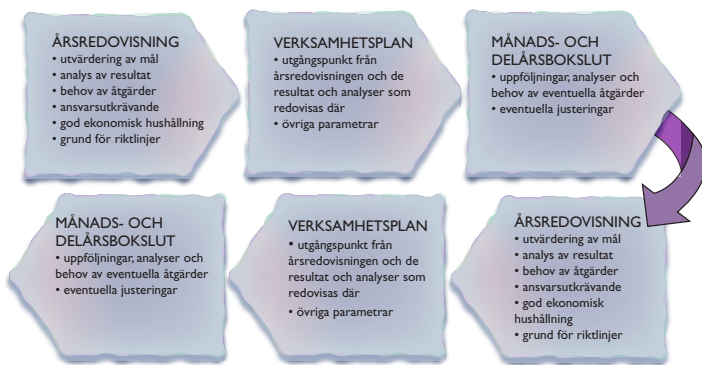 ÅRSREDOVISNING
• utvärdering av mål
• analys av resultat
• behov av åtgärder
• ansvarsutkrävande
• god ekonomisk hushållning
• grund för riktlinjer
VERKSAMHETSPLAN
• utgångspunkt från
årsredovisningen och de
resultat och analyser som
redovisas där
• övriga parametrar
MÅNADS- OCH
DELÅRSBOKSLUT
• uppföljningar, analyser och
behov av eventuella åtgärder
• eventuella justeringar
MÅNADS- OCH
DELÅRSBOKSLUT
• uppföljningar, analyser och
behov av eventuella åtgärder
• eventuella justeringar
VERKSAMHETSPLAN
• utgångspunkt från
årsredovisningen och de
resultat och analyser som
redovisas där
• övriga parametrar
ÅRSREDOVISNING
• utvärdering av mål
• analys av resultat
• behov av åtgärder
• ansvarsutkrävande
• god ekonomisk
hushållning
• grund för riktlinjer